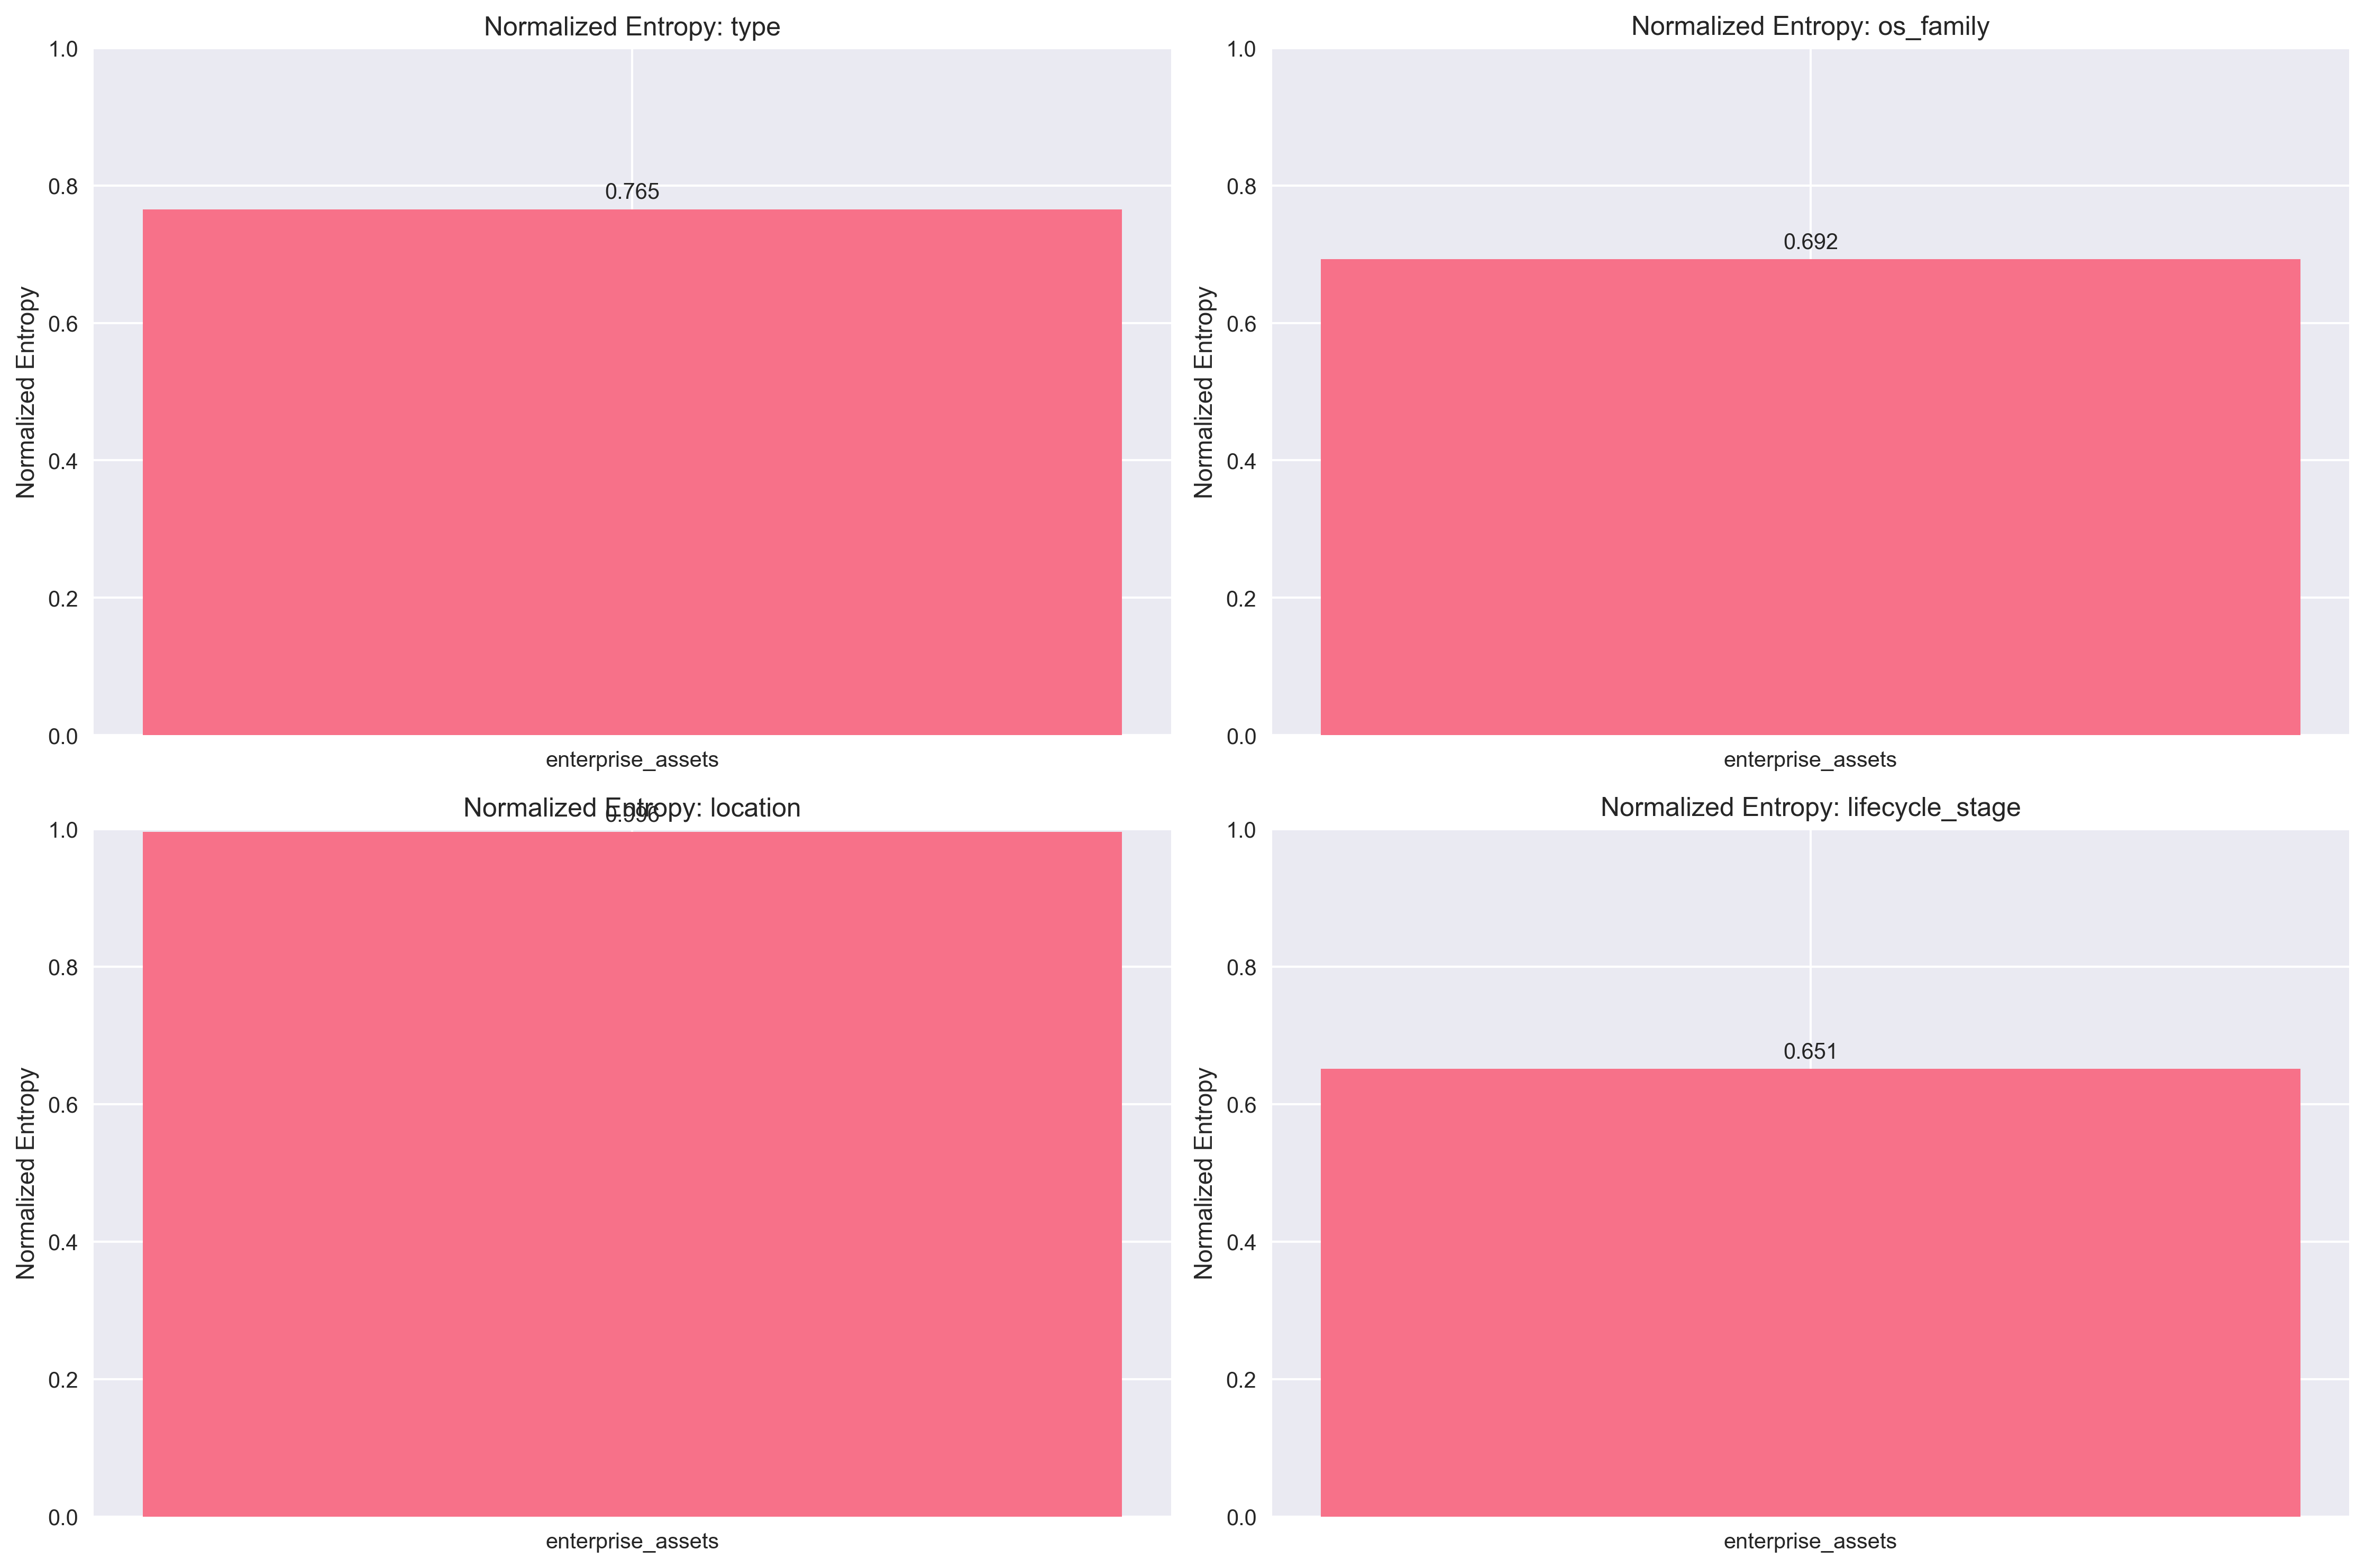 Normalized Entropy: type
1.0
0.8
0.6
0.4
0.2
0.0
Normalized Entropy
0.765
enterprise_assets
Normalized Entropy: os_family
1.0
0.8
0.6
0.4
0.2
0.0
Normalized Entropy
0.692
enterprise_assets
Normalized Entropy: location
0.996
1.0
0.8
0.6
0.4
0.2
0.0
Normalized Entropy
enterprise_assets
Normalized Entropy: lifecycle_stage
1.0
0.8
0.6
0.4
0.2
0.0
Normalized Entropy
0.651
enterprise_assets